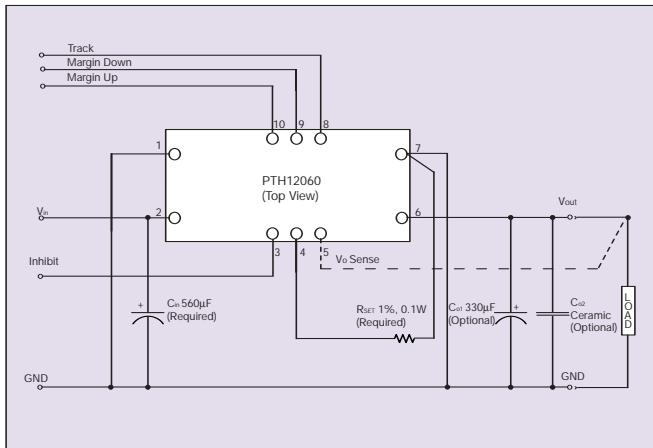 Track
Margin Down
Margin Up
10 9 8
1
7
PTH12060
(Top View)
Vin
2
6
Vout
3 4 5
Inhibit
Vo Sense
+
Cin 560µF
(Required)
RSET 1%, 0.1W
(Required)
Co1 330µF
(Optional)
+
Co2
Ceramic
(Optional)
LOAD
GND
GND